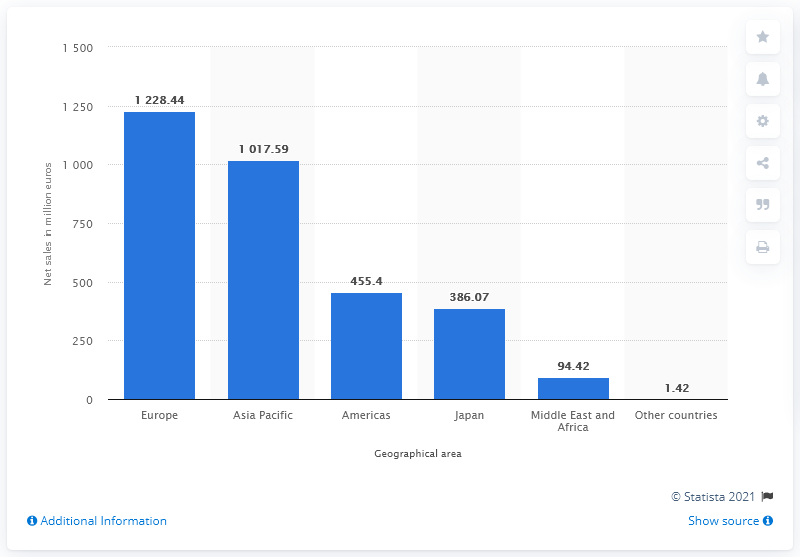 1 500
1 250
1 000
750
500
250
0
Net sales in million euros
1 228.44
1 017.59
455.4
386.07
94.42
1.42
Europe
Asia Pacific
Americas
Japan
Middle East and
Africa
Other countries
Geographical area
© Statista 2021
Additional Information
Show source